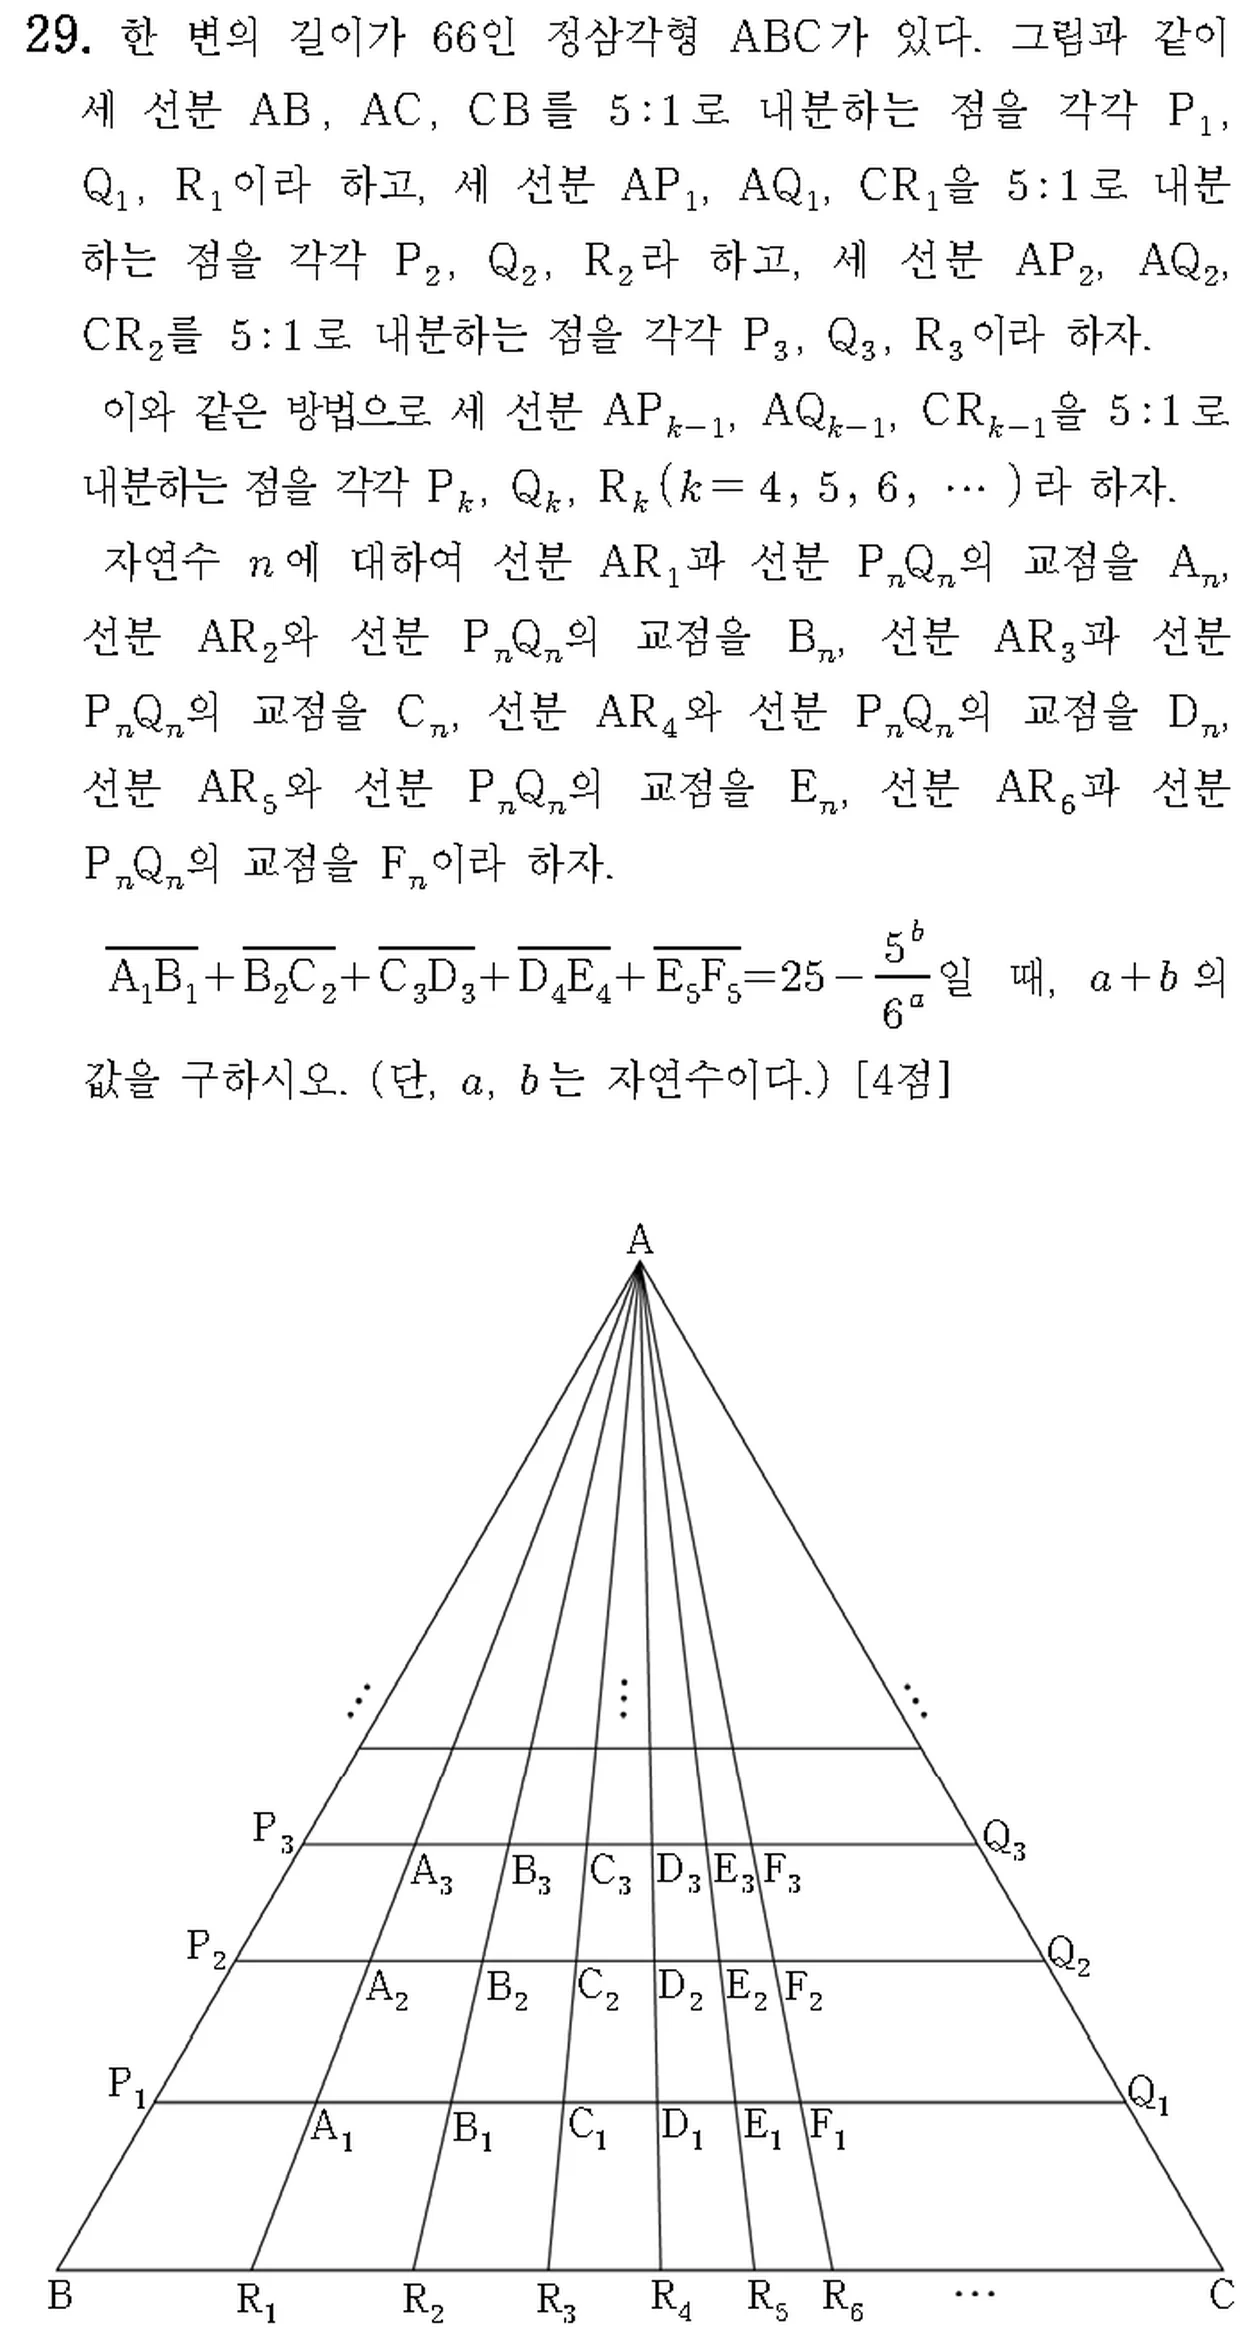 29. 한 변의 길이가 66인 정삼각형 ABC가 있다. 그림과 같이
세 선분 AB, AC, CB를 5:1로 내분하는 점을 각각 P₁,
Q₁, R₁이라 하고, 세 선분 AP₁, AQ₁, CR₁을 5:1로 내분
하는 점을 각각 P₂, Q₂, R₂라 하고, 세 선분 AP₂, AQ₂,
CR₂를 5:1로 내분하는 점을 각각 P₃, Q₃, R₃이라 하자.
이와 같은 방법으로 세 선분 APₖ₋₁, AQₖ₋₁, CRₖ₋₁을 5:1로
내분하는 점을 각각 Pₖ, Qₖ, Rₖ(k=4, 5, 6, ⋯)라 하자.
자연수 n에 대하여 선분 AR₁과 선분 PₙQₙ의 교점을 Aₙ,
선분 AR₂와 선분 PₙQₙ의 교점을 Bₙ, 선분 AR₃과 선분
PₙQₙ의 교점을 Cₙ, 선분 AR₄와 선분 PₙQₙ의 교점을 Dₙ,
선분 AR₅와 선분 PₙQₙ의 교점을 Eₙ, 선분 AR₆과 선분
PₙQₙ의 교점을 Fₙ이라 하자.
A₁B₁+B₂C₂+C₃D₃+D₄E₄+E₅F₅=25−5ᵇ/6ᵃ일 때, a+b의
값을 구하시오. (단, a, b는 자연수이다.) [4점]
A
⋯ ⋮ ⋯
P₃ Q₃
A₃ B₃ C₃ D₃ E₃ F₃
P₂ Q₂
A₂ B₂ C₂ D₂ E₂ F₂
P₁ Q₁
A₁ B₁ C₁ D₁ E₁ F₁
B R₁ R₂ R₃ R₄ R₅ R₆ ⋯ C